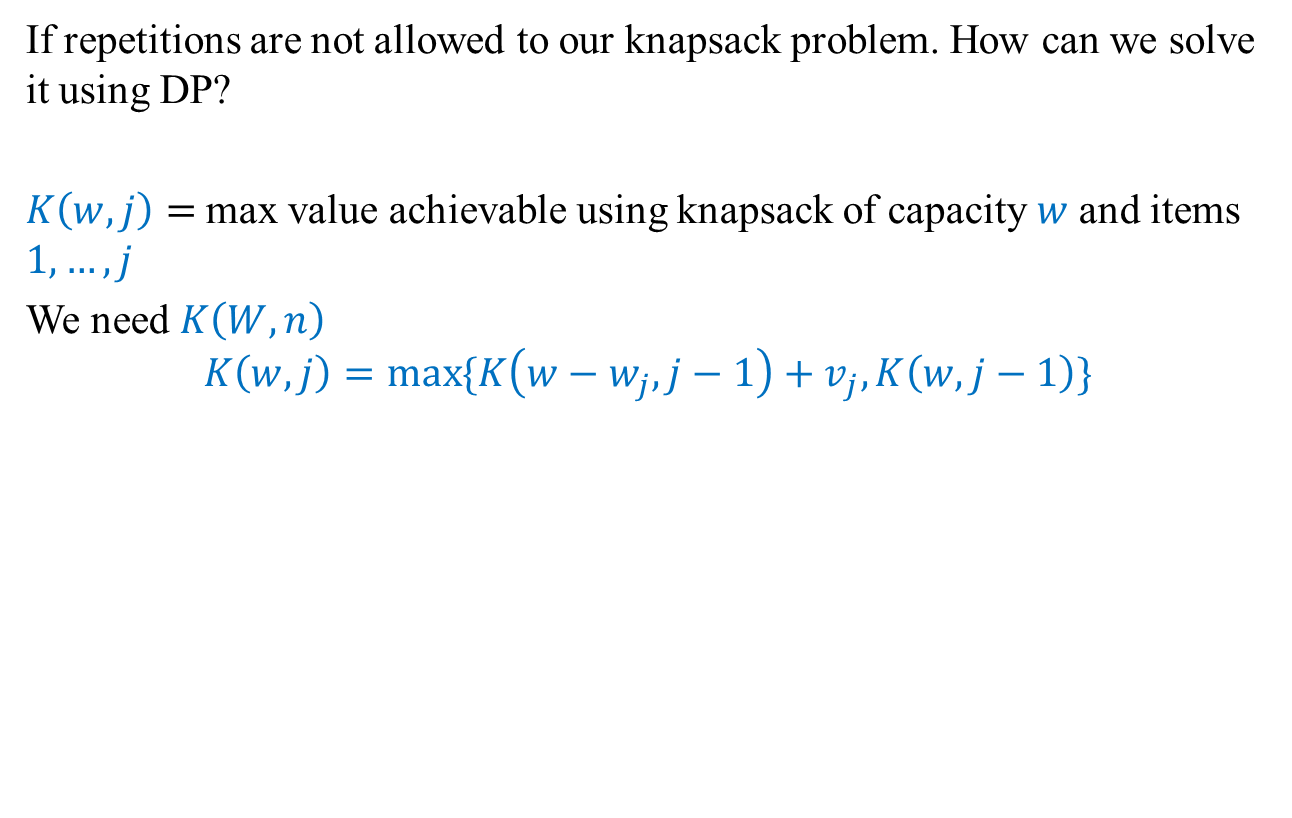 If repetitions are not allowed to our knapsack problem. How can we solve
it using DP?
K(w, j) = max value achievable using knapsack of capacity w and items
1, … , j
We need K(W, n)
K(w, j) = max{K(w − w_j, j − 1) + v_j, K(w, j − 1)}